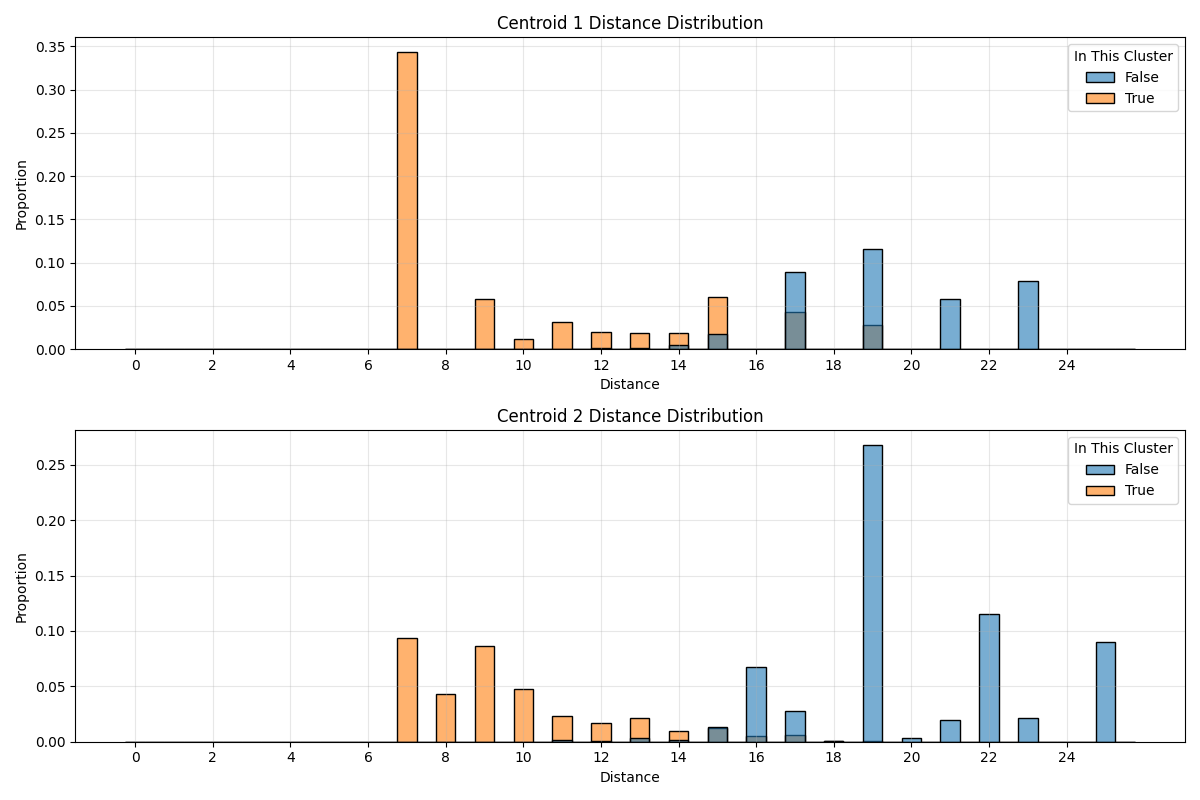 Centroid 1 Distance Distribution
0.35
0.30
0.25
0.20
0.15
0.10
0.05
0.00
Proportion
In This Cluster
False
True
0 2 4 6 8 10 12 14 16 18 20 22 24
Distance
Centroid 2 Distance Distribution
0.25
0.20
0.15
0.10
0.05
0.00
Proportion
In This Cluster
False
True
0 2 4 6 8 10 12 14 16 18 20 22 24
Distance